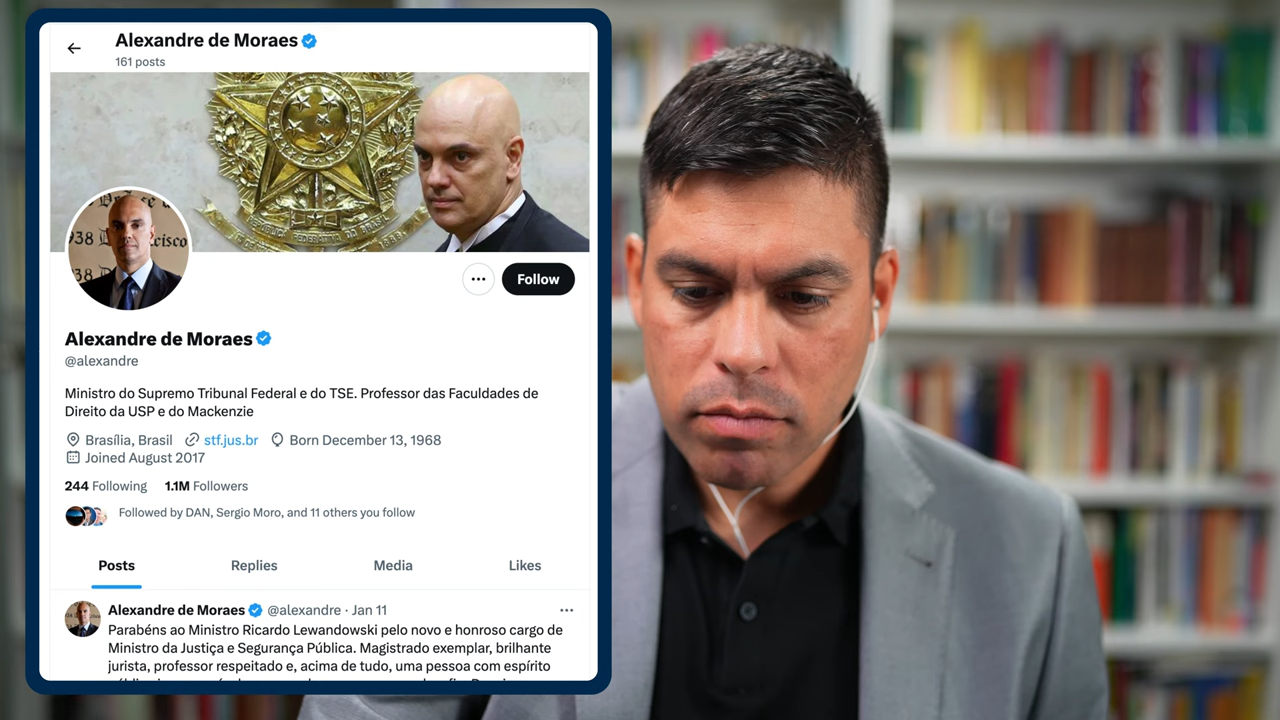 Alexandre de Moraes
161 posts
Follow
Alexandre de Moraes
@alexandre
Ministro do Supremo Tribunal Federal e do TSE. Professor das Faculdades de
Direito da USP e do Mackenzie
Brasília, Brasil stf.jus.br Born December 13, 1968
Joined August 2017
244 Following 1.1M Followers
Followed by DAN, Sergio Moro, and 11 others you follow
Posts Replies Media Likes
Alexandre de Moraes @alexandre · Jan 11
Parabéns ao Ministro Ricardo Lewandowski pelo novo e honroso cargo de
Ministro da Justiça e Segurança Pública. Magistrado exemplar, brilhante
jurista, professor respeitado e, acima de tudo, uma pessoa com espírito